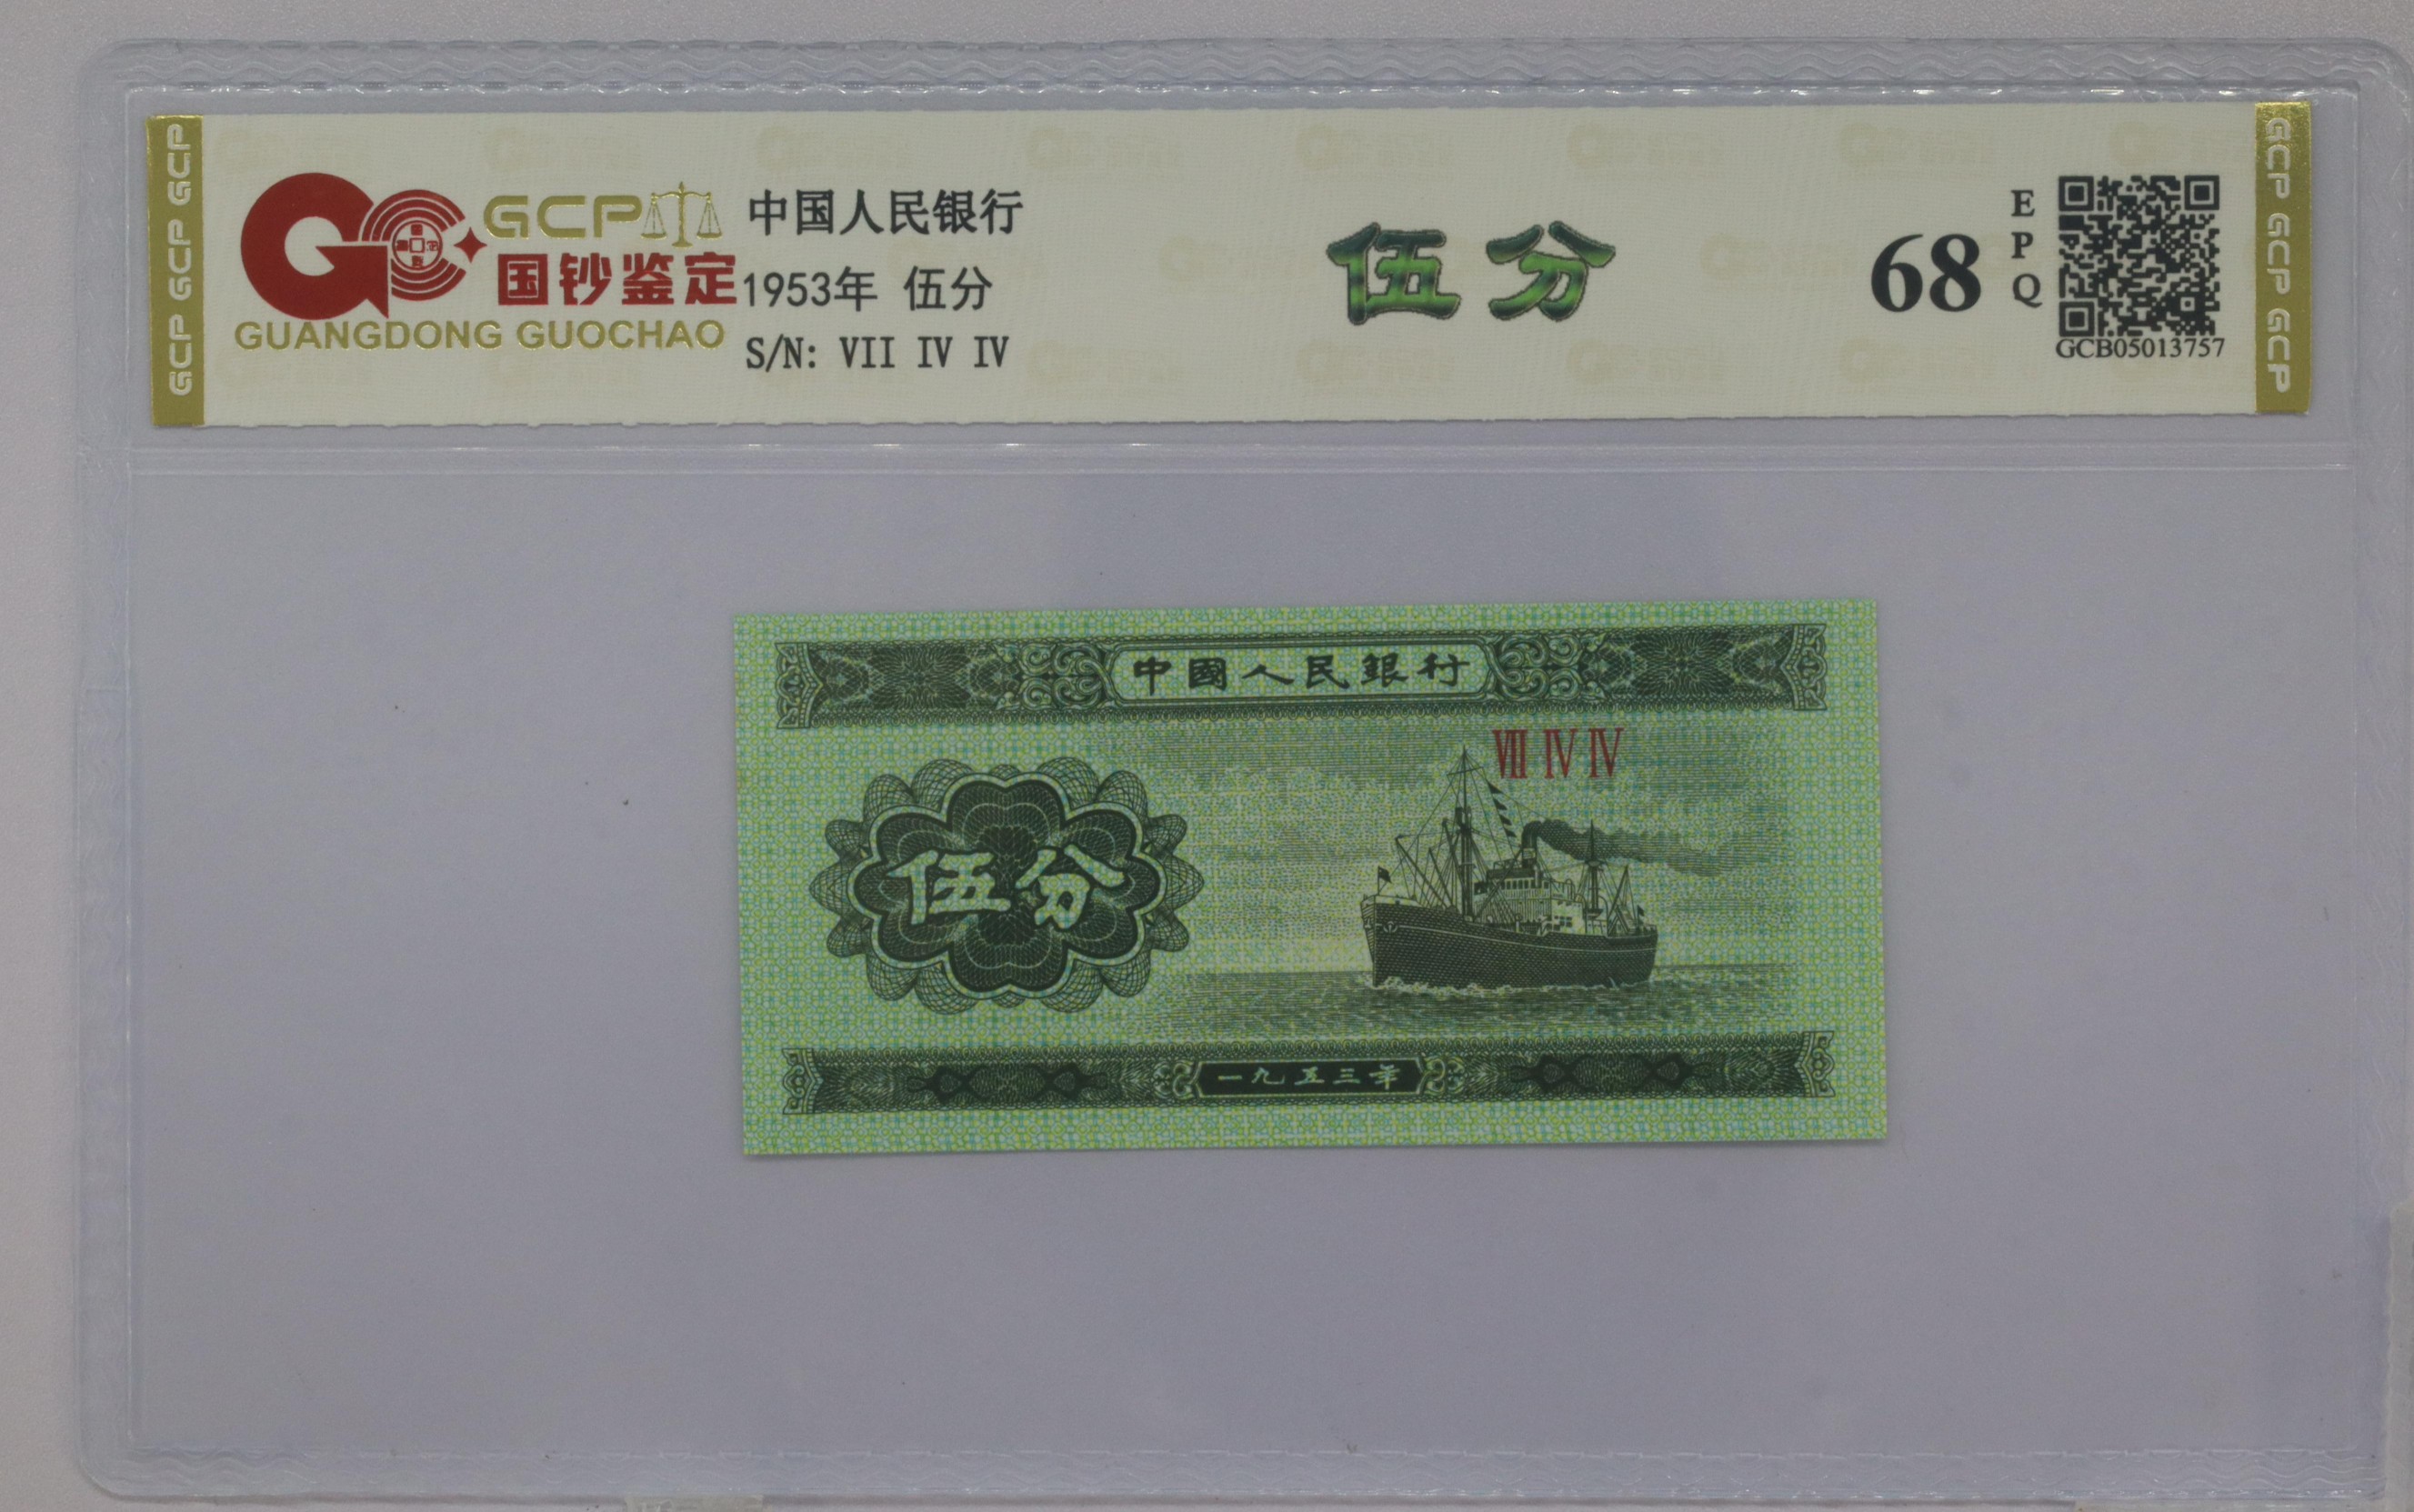 GCP GCP GCP
GCP
国钞鉴定
GUANGDONG GUOCHAO
中国人民银行
1953年 伍分
S/N: VII IV IV
伍分
68
EPQ
GCB05013757
GCP GCP GCP
中國人民銀行
VII IV IV
伍分
一九五三年